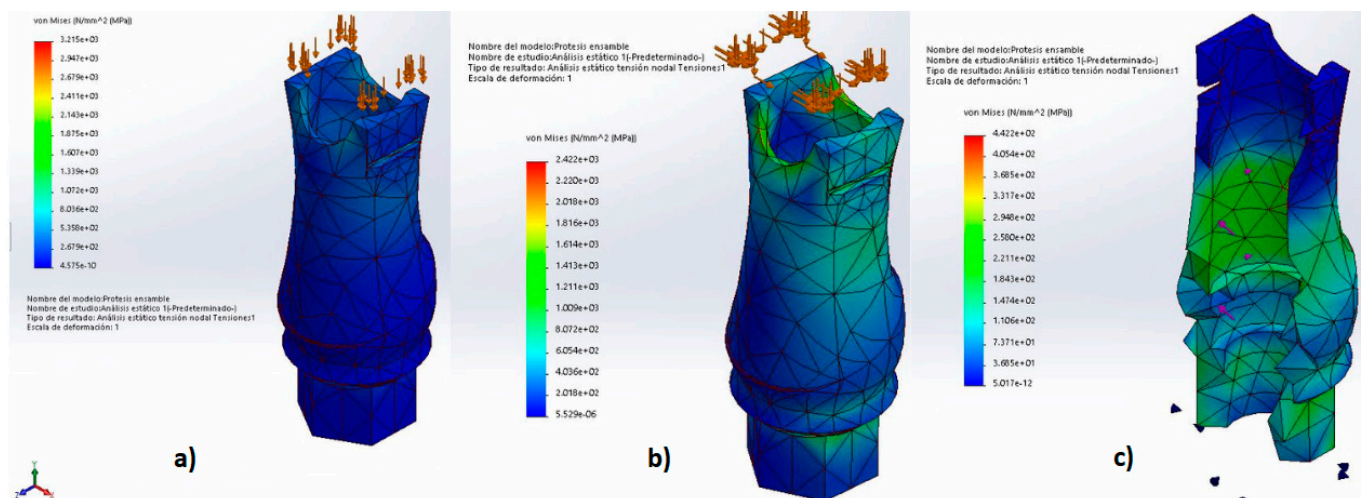 von Mises (N/mm^2 (MPa))
3.215e+03
2.947e+03
2.679e+03
2.411e+03
2.143e+03
1.875e+03
1.607e+03
1.339e+03
1.072e+03
8.036e+02
5.358e+02
2.679e+02
4.575e-10
Nombre del modelo:Protesis ensamble
Nombre de estudio:Análisis estático 1(-Predeterminado-)
Tipo de resultado: Análisis estático tensión nodal Tensiones1
Escala de deformación: 1
Y
Z
X
a)
Nombre del modelo:Protesis ensamble
Nombre de estudio:Análisis estático 1(-Predeterminado-)
Tipo de resultado: Análisis estático tensión nodal Tensiones1
Escala de deformación: 1
von Mises (N/mm^2 (MPa))
2.422e+03
2.220e+03
2.018e+03
1.816e+03
1.614e+03
1.413e+03
1.211e+03
1.009e+03
8.072e+02
6.054e+02
4.036e+02
2.018e+02
5.529e-06
b)
Nombre del modelo:Protesis ensamble
Nombre de estudio:Análisis estático 1(-Predeterminado-)
Tipo de resultado: Análisis estático tensión nodal Tensiones1
Escala de deformación: 1
von Mises (N/mm^2 (MPa))
4.422e+02
4.054e+02
3.685e+02
3.317e+02
2.948e+02
2.580e+02
2.211e+02
1.843e+02
1.474e+02
1.106e+02
7.371e+01
3.685e+01
5.017e-12
c)